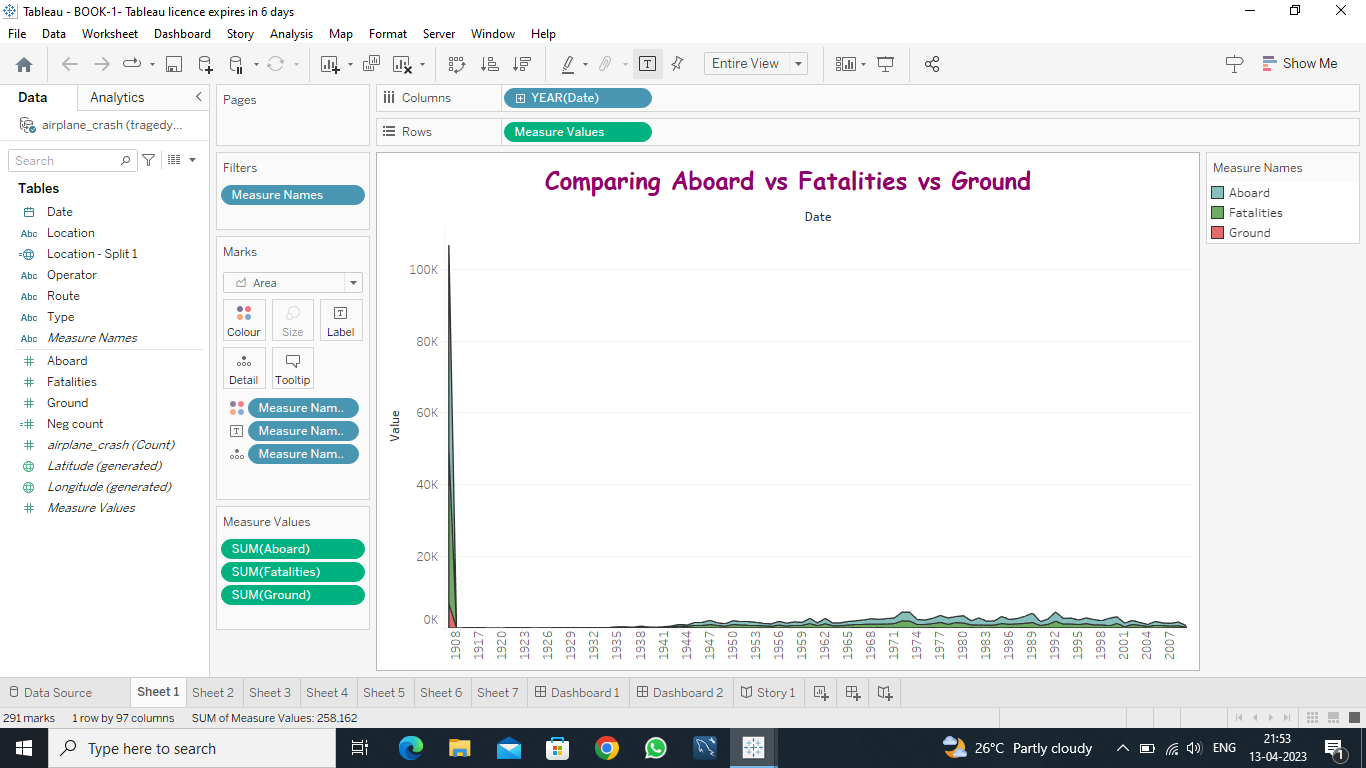 Tableau - BOOK-1- Tableau licence expires in 6 days
File Data Worksheet Dashboard Story Analysis Map Format Server Window Help
Entire View
Show Me
Data Analytics
airplane_crash (tragedy...
Search
Tables
Date
Abc Location
Location - Split 1
Abc Operator
Abc Route
Abc Type
Abc Measure Names
Aboard
Fatalities
Ground
Neg count
airplane_crash (Count)
Latitude (generated)
Longitude (generated)
Measure Values
Pages
Filters
Measure Names
Marks
Area
Colour Size Label
Detail Tooltip
Measure Nam..
Measure Nam..
Measure Nam..
Measure Values
SUM(Aboard)
SUM(Fatalities)
SUM(Ground)
Columns YEAR(Date)
Rows Measure Values
Comparing Aboard vs Fatalities vs Ground
Date
Value
100K
80K
60K
40K
20K
0K
1908 1917 1920 1923 1926 1929 1932 1935 1938 1941 1944 1947 1950 1953 1956 1959 1962 1965 1968 1971 1974 1977 1980 1983 1986 1989 1992 1995 1998 2001 2004 2007
Measure Names
Aboard
Fatalities
Ground
Data Source Sheet 1 Sheet 2 Sheet 3 Sheet 4 Sheet 5 Sheet 6 Sheet 7 Dashboard 1 Dashboard 2 Story 1
291 marks 1 row by 97 columns SUM of Measure Values: 258,162
Type here to search
26°C Partly cloudy
ENG
21:53
13-04-2023
1